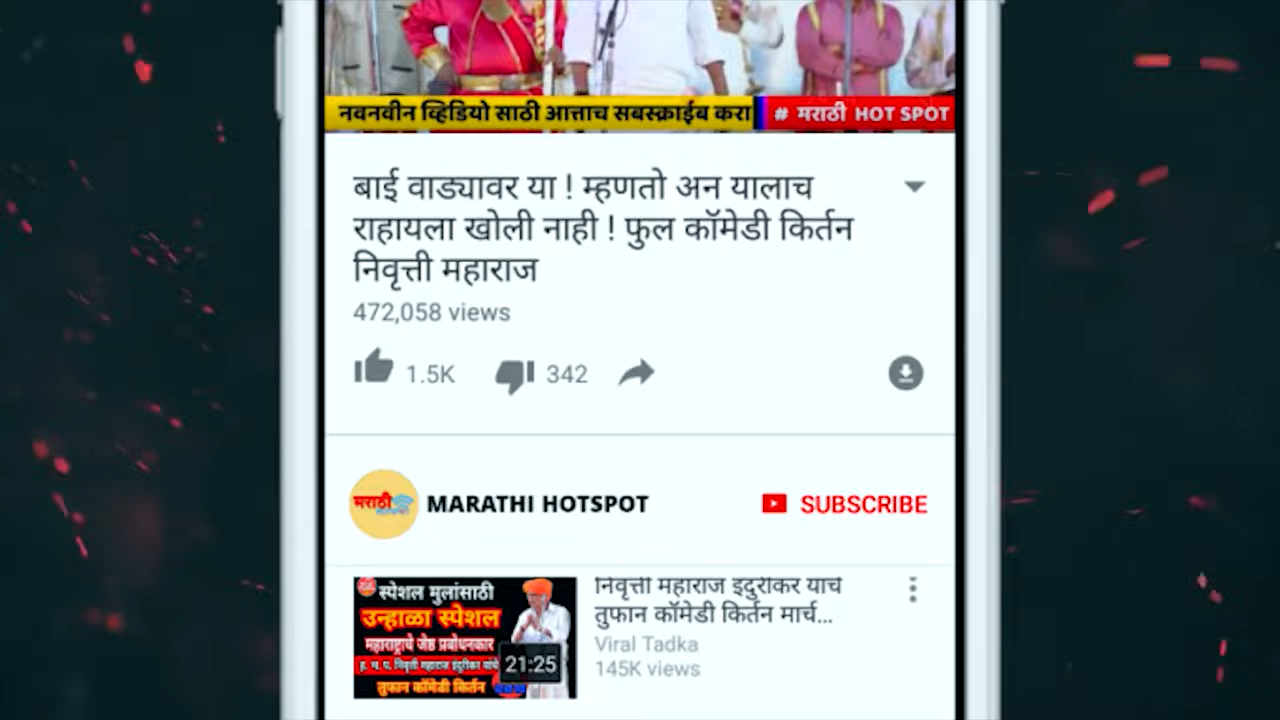 नवनवीन व्हिडियो साठी आत्ताच सबस्क्राईब करा # मराठी HOT SPOT
बाई वाड्यावर या ! म्हणतो अन यालाच
राहायला खोली नाही ! फुल कॉमेडी किर्तन
निवृत्ती महाराज
472,058 views
1.5K 342
मराठी
MARATHI HOTSPOT SUBSCRIBE
स्पेशल मुलांसाठी
उन्हाळा स्पेशल
महाराष्ट्राचे जेष्ठ प्रबोधनकार
ह. भ. प. निवृत्ती महाराज इंदुरीकर यांचे
तुफान कॉमेडी किर्तन
21:25
निवृत्ती महाराज इंदुरीकर यांचे
तुफान कॉमेडी किर्तन मार्च...
Viral Tadka
145K views